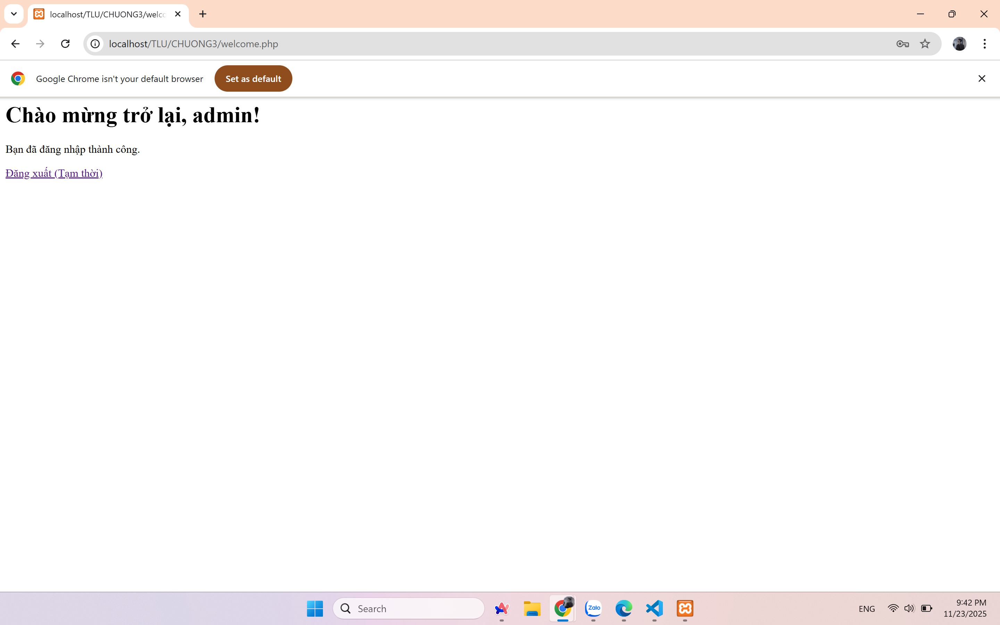 localhost/TLU/CHUONG3/welco
localhost/TLU/CHUONG3/welcome.php
Google Chrome isn't your default browser
Set as default
Chào mừng trở lại, admin!
Bạn đã đăng nhập thành công.
Đăng xuất (Tạm thời)
Search
Zalo
ENG
9:42 PM
11/23/2025